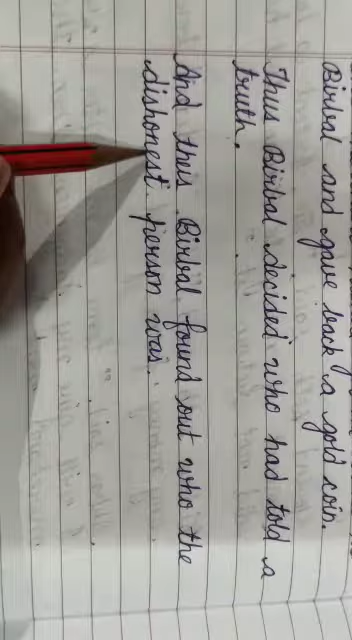 Birbal and gave back a gold coin.
Thus Birbal decided who had told a
truth.
And thus Birbal found out who the
dishonest person was.